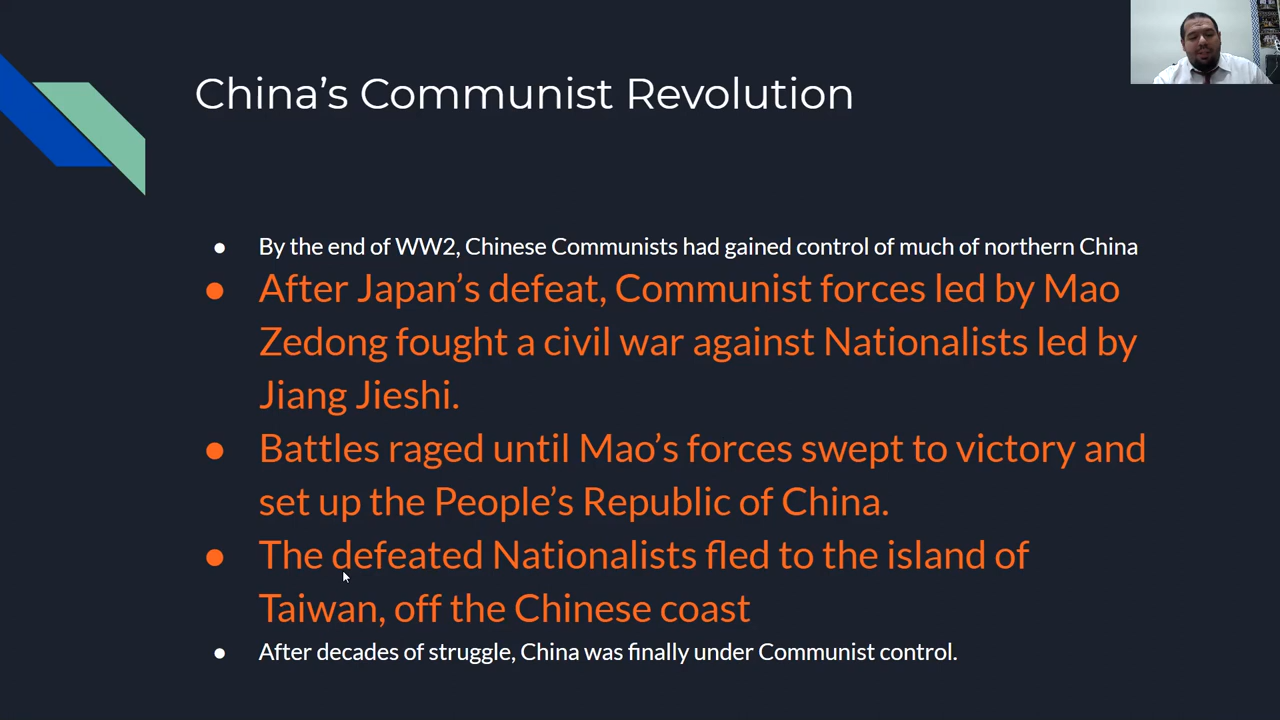 China's Communist Revolution
● By the end of WW2, Chinese Communists had gained control of much of northern China
● After Japan's defeat, Communist forces led by Mao
Zedong fought a civil war against Nationalists led by
Jiang Jieshi.
● Battles raged until Mao's forces swept to victory and
set up the People's Republic of China.
● The defeated Nationalists fled to the island of
Taiwan, off the Chinese coast
● After decades of struggle, China was finally under Communist control.